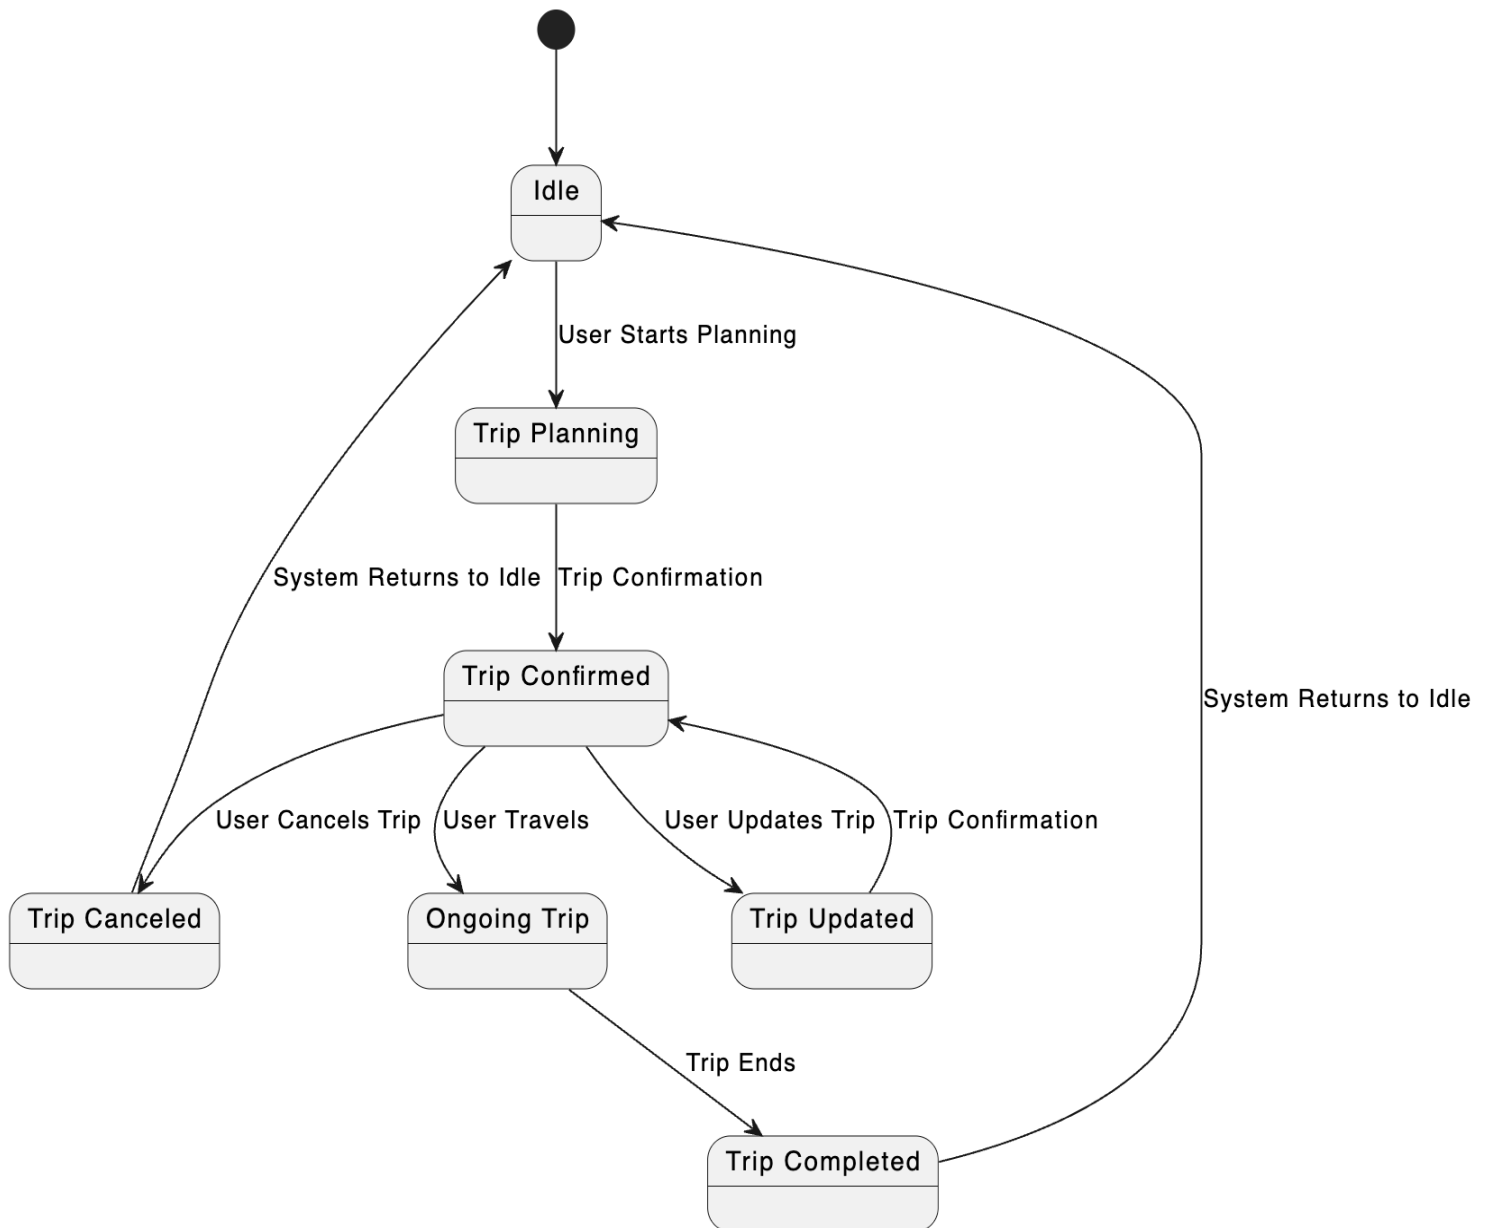 Idle
User Starts Planning
Trip Planning
System Returns to Idle
Trip Confirmation
Trip Confirmed
System Returns to Idle
User Cancels Trip
User Travels
User Updates Trip
Trip Confirmation
Trip Canceled
Ongoing Trip
Trip Updated
Trip Ends
Trip Completed